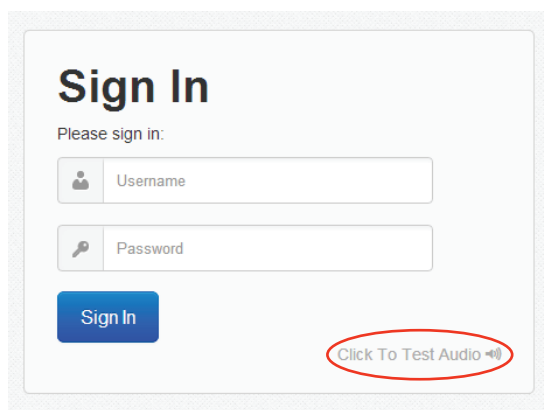 Sign In
Please sign in:
Username
Password
Sign In
Click To Test Audio